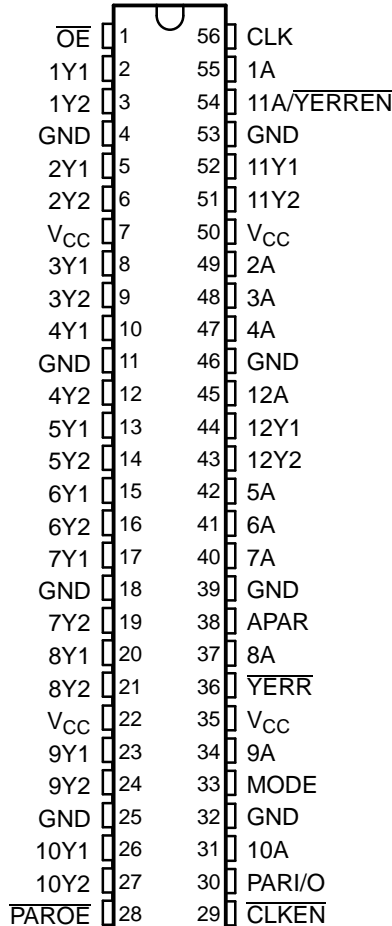 OE 1 56 CLK
1Y1 2 55 1A
1Y2 3 54 11A/YERREN
GND 4 53 GND
2Y1 5 52 11Y1
2Y2 6 51 11Y2
VCC 7 50 VCC
3Y1 8 49 2A
3Y2 9 48 3A
4Y1 10 47 4A
GND 11 46 GND
4Y2 12 45 12A
5Y1 13 44 12Y1
5Y2 14 43 12Y2
6Y1 15 42 5A
6Y2 16 41 6A
7Y1 17 40 7A
GND 18 39 GND
7Y2 19 38 APAR
8Y1 20 37 8A
8Y2 21 36 YERR
VCC 22 35 VCC
9Y1 23 34 9A
9Y2 24 33 MODE
GND 25 32 GND
10Y1 26 31 10A
10Y2 27 30 PARI/O
PAROE 28 29 CLKEN